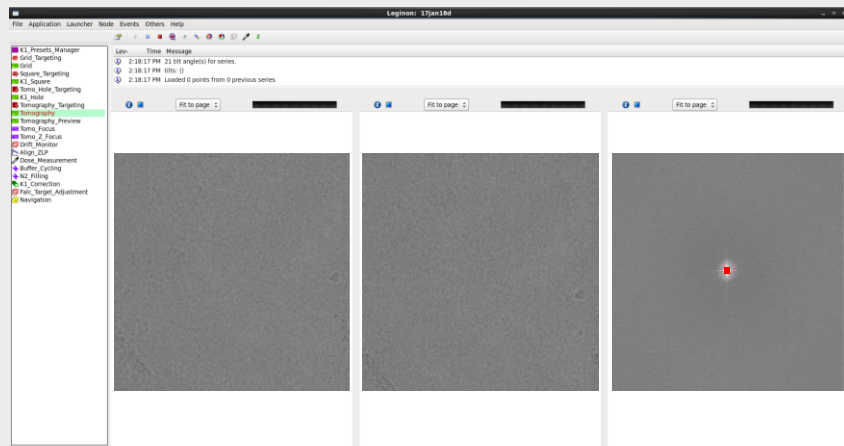 Leginon: 17jan18d
File Application Launcher Node Events Others Help
K1_Presets_Manager
Grid_Targeting
Grid
Square_Targeting
K1_Square
Tomo_Hole_Targeting
K1_Hole
Tomography_Targeting
Tomography
Tomography_Preview
Tomo_Focus
Tomo_Z_Focus
Drift_Monitor
Align_ZLP
Dose_Measurement
Buffer_Cycling
N2_Filling
K1_Correction
Falc_Target_Adjustment
Navigation
Lev Time Message
2:18:17 PM 21 tilt angle(s) for series.
2:18:17 PM tilts: ()
2:18:17 PM Loaded 0 points from 0 previous series
Fit to page
Fit to page
Fit to page